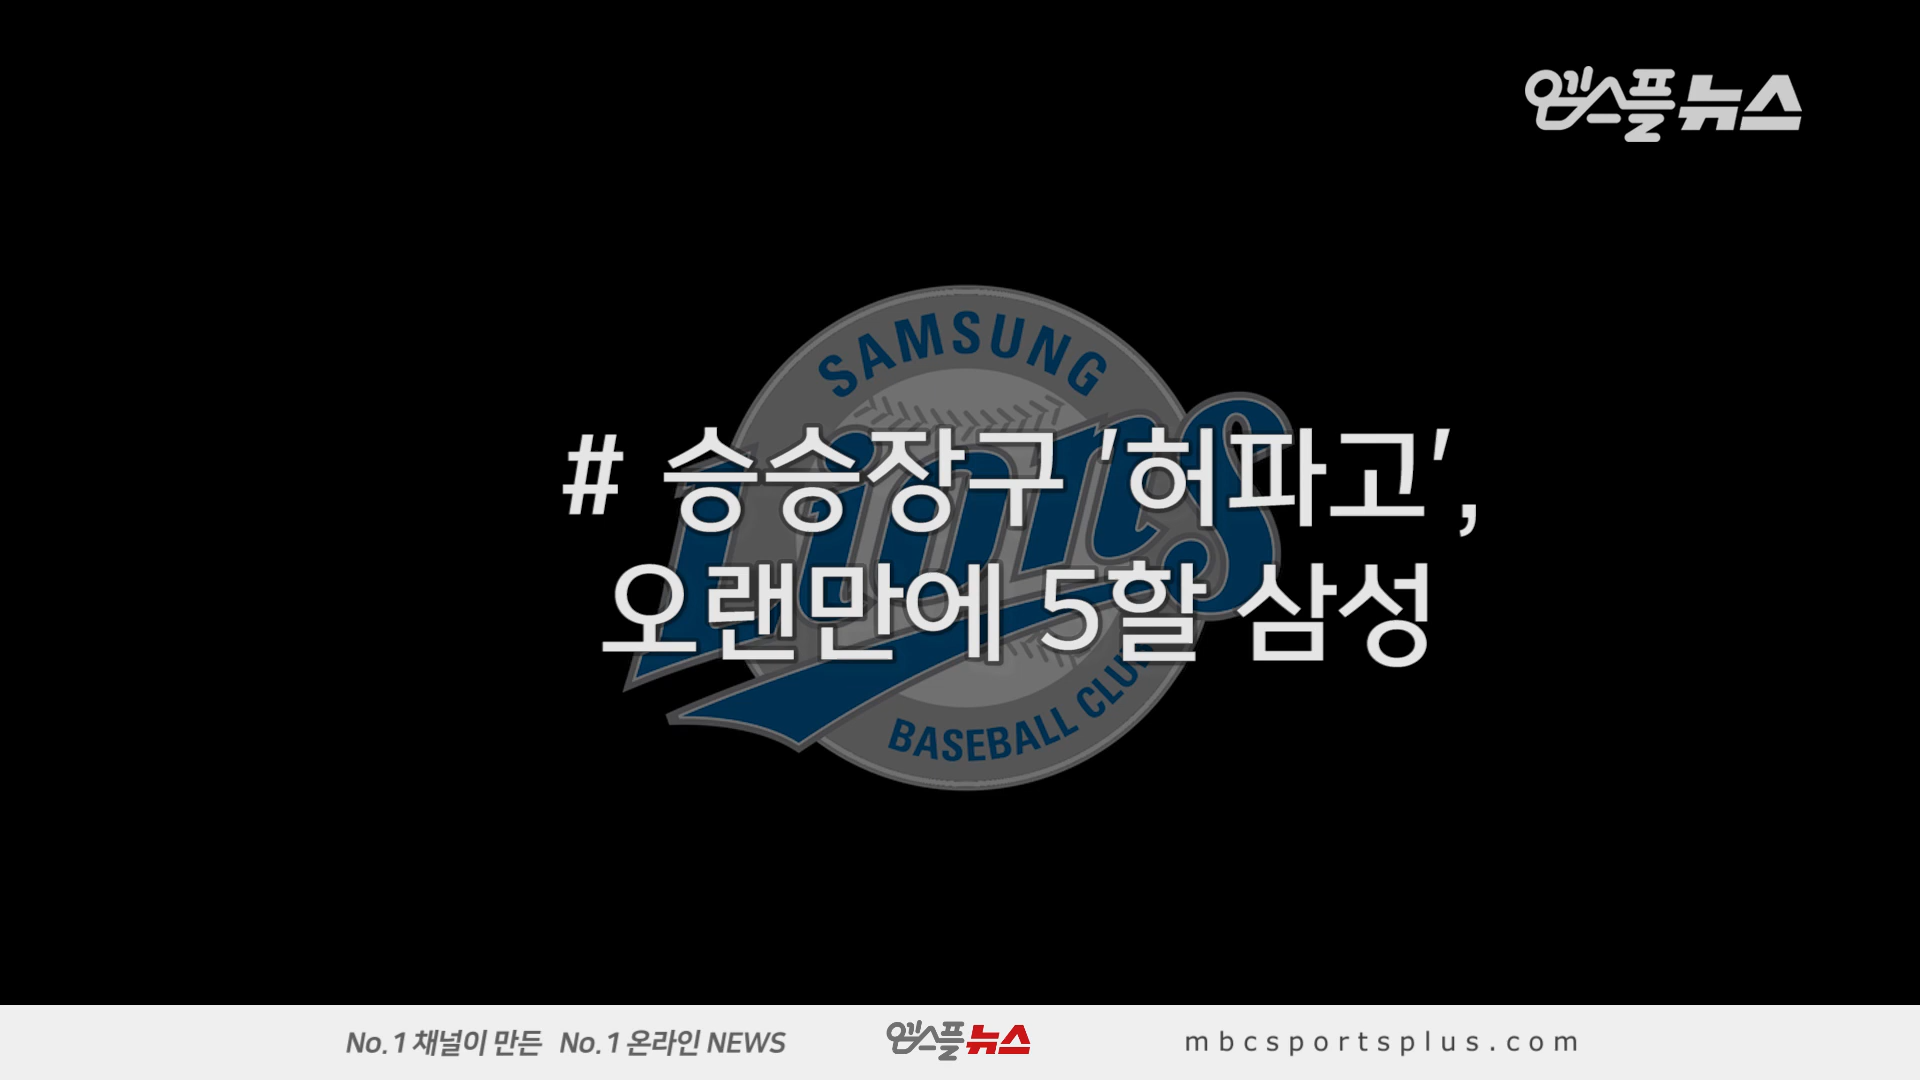 엠스플뉴스
SAMSUNG
Lions
# 승승장구 '허파고',
오랜만에 5할 삼성
BASEBALL CLUB
No.1 채널이 만든 No.1 온라인 NEWS
엠스플뉴스
mbcsportsplus.com